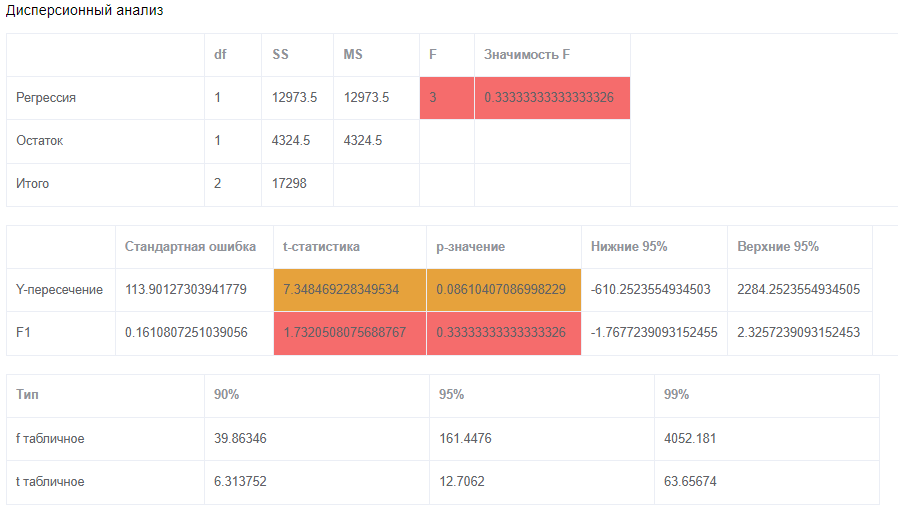 Дисперсионный анализ
df SS MS F Значимость F
Регрессия 1 12973.5 12973.5 3 0.33333333333333326
Остаток 1 4324.5 4324.5
Итого 2 17298
Стандартная ошибка t-статистика p-значение Нижние 95% Верхние 95%
Y-пересечение 113.90127303941779 7.348469228349534 0.08610407086998229 -610.2523554934503 2284.2523554934505
F1 0.1610807251039056 1.7320508075688767 0.33333333333333326 -1.7677239093152455 2.3257239093152453
Тип 90% 95% 99%
f табличное 39.86346 161.4476 4052.181
t табличное 6.313752 12.7062 63.65674